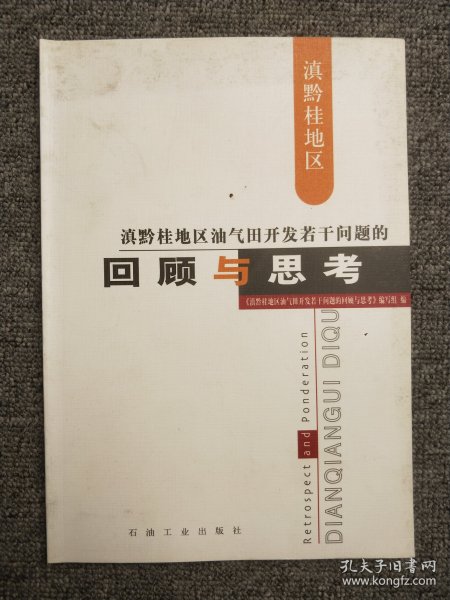 滇黔桂地区
滇黔桂地区油气田开发若干问题的
回顾与思考
《滇黔桂地区油气田开发若干问题的回顾与思考》编写组 编
Retrospect and Ponderation
DIANQIANGUI DIQU
石油工业出版社
孔夫子旧书网
www.kongfz.com